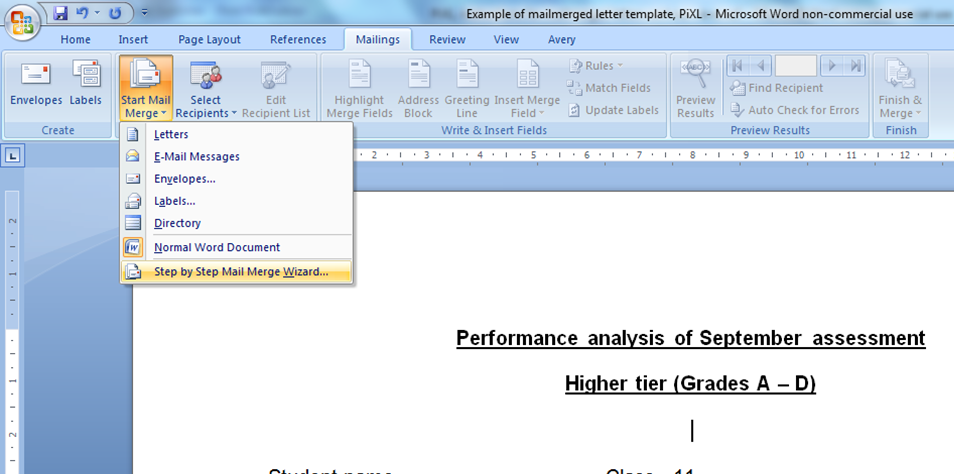 Example of mailmerged letter template, PiXL - Microsoft Word non-commercial use
Home Insert Page Layout References Mailings Review View Avery
Envelopes Labels
Create
Start Mail Merge
Select Recipients
Edit Recipient List
Highlight Merge Fields
Address Block
Greeting Line
Insert Merge Field
Rules
Match Fields
Update Labels
Write & Insert Fields
Preview Results
Find Recipient
Auto Check for Errors
Preview Results
Finish & Merge
Finish
Letters
E-Mail Messages
Envelopes...
Labels...
Directory
Normal Word Document
Step by Step Mail Merge Wizard...
2 3 4 5 6 7 8 9 10 11 12
2
1
1
2
Performance analysis of September assessment
Higher tier (Grades A – D)
Student name
Class 11